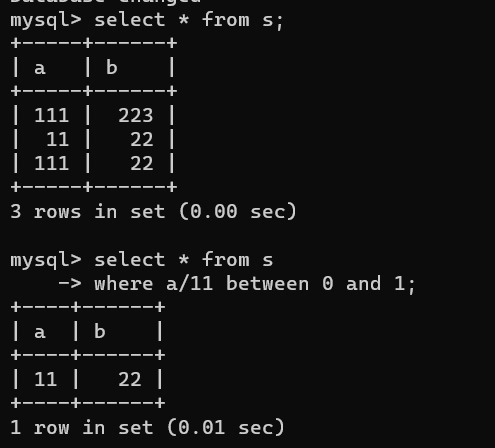 Database changed
mysql> select * from s;
+-----+------+
| a   | b    |
+-----+------+
| 111 |  223 |
|  11 |   22 |
| 111 |   22 |
+-----+------+
3 rows in set (0.00 sec)
mysql> select * from s
    -> where a/11 between 0 and 1;
+----+------+
| a  | b    |
+----+------+
| 11 |   22 |
+----+------+
1 row in set (0.01 sec)